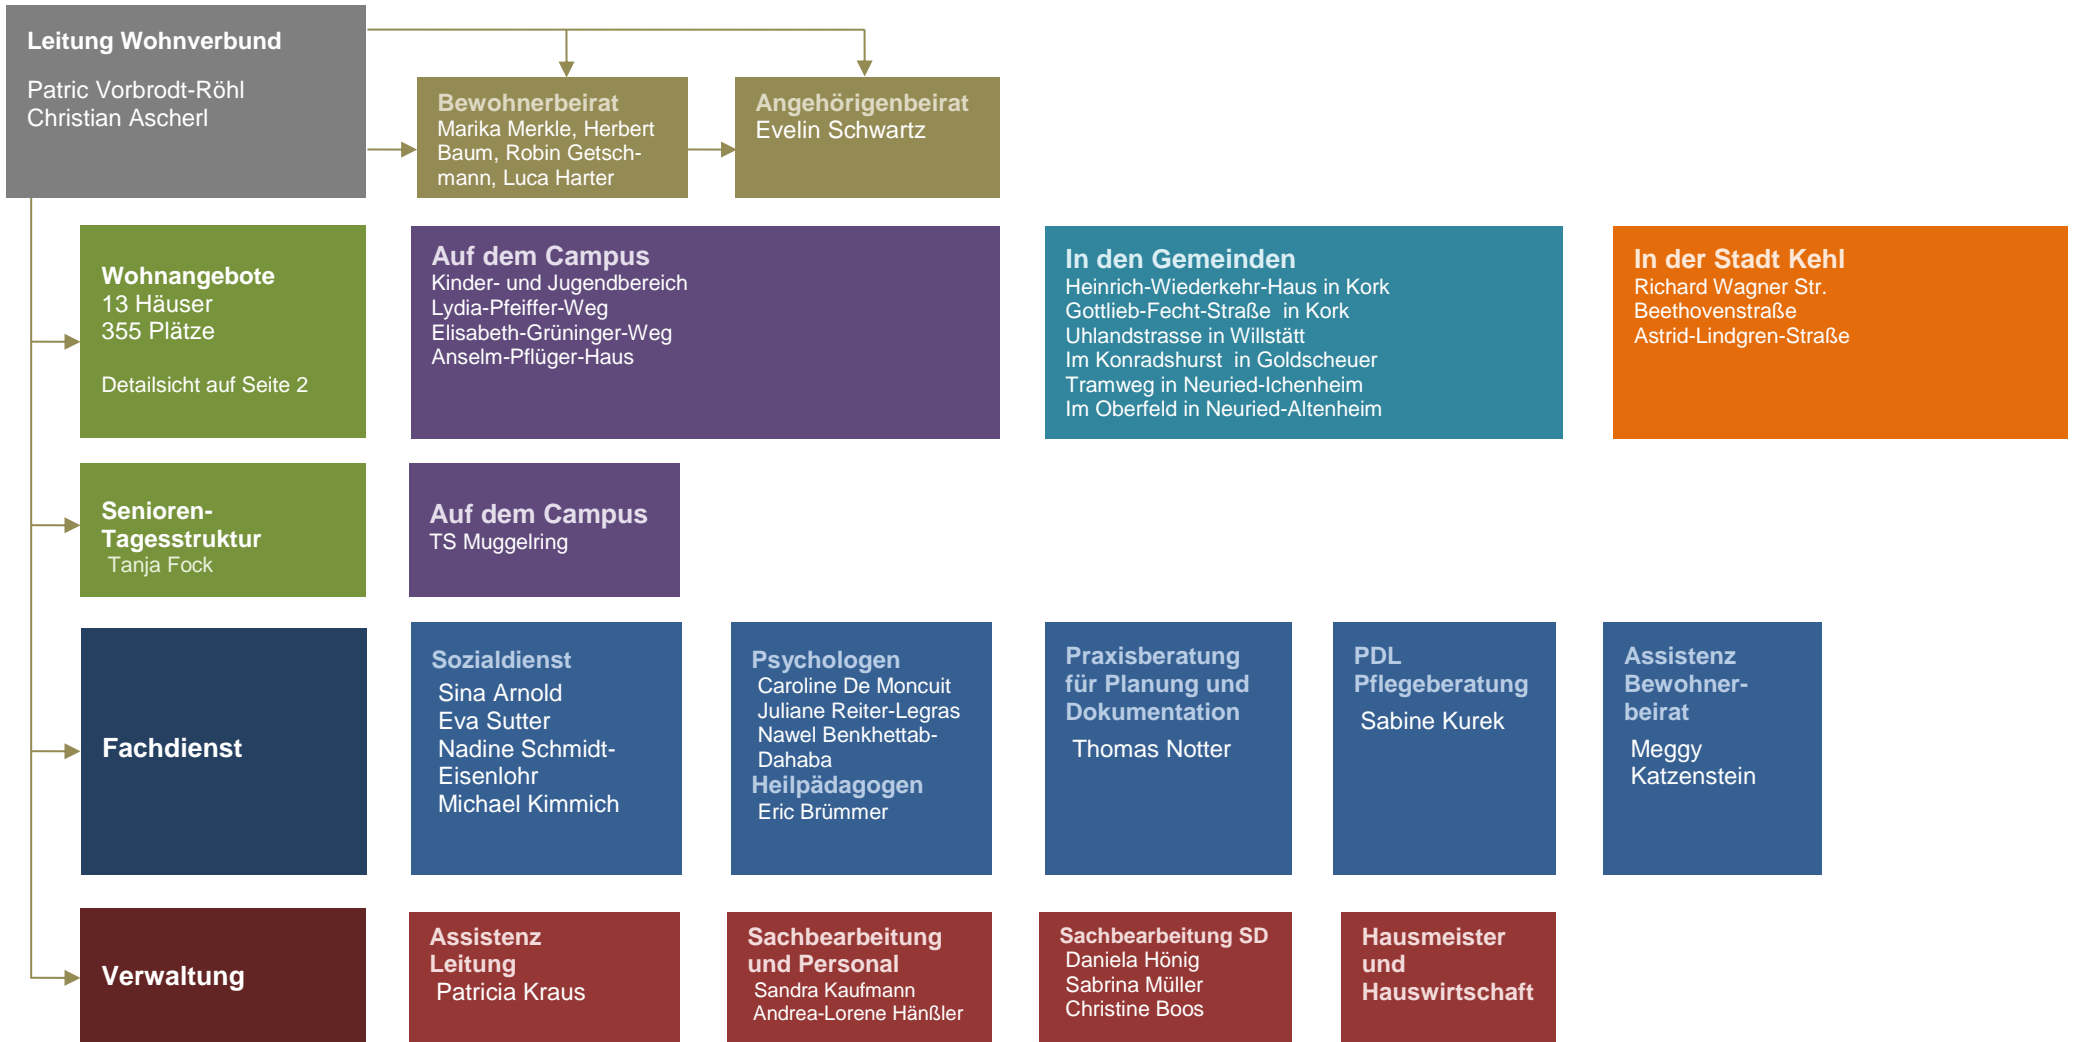 Leitung Wohnverbund
Patric Vorbrodt-Röhl
Christian Ascherl
Bewohnerbeirat
Marika Merkle, Herbert
Baum, Robin Getsch-
mann, Luca Harter
Angehörigenbeirat
Evelin Schwartz
Wohnangebote
13 Häuser
355 Plätze
Detailsicht auf Seite 2
Auf dem Campus
Kinder- und Jugendbereich
Lydia-Pfeiffer-Weg
Elisabeth-Grüninger-Weg
Anselm-Pflüger-Haus
In den Gemeinden
Heinrich-Wiederkehr-Haus in Kork
Gottlieb-Fecht-Straße  in Kork
Uhlandstrasse in Willstätt
Im Konradshurst  in Goldscheuer
Tramweg in Neuried-Ichenheim
Im Oberfeld in Neuried-Altenheim
In der Stadt Kehl
Richard Wagner Str.
Beethovenstraße
Astrid-Lindgren-Straße
Senioren-
Tagesstruktur
Tanja Fock
Auf dem Campus
TS Muggelring
Fachdienst
Sozialdienst
Sina Arnold
Eva Sutter
Nadine Schmidt-
Eisenlohr
Michael Kimmich
Psychologen
Caroline De Moncuit
Juliane Reiter-Legras
Nawel Benkhettab-
Dahaba
Heilpädagogen
Eric Brümmer
Praxisberatung
für Planung und
Dokumentation
Thomas Notter
PDL
Pflegeberatung
Sabine Kurek
Assistenz
Bewohner-
beirat
Meggy
Katzenstein
Verwaltung
Assistenz
Leitung
Patricia Kraus
Sachbearbeitung
und Personal
Sandra Kaufmann
Andrea-Lorene Hänßler
Sachbearbeitung SD
Daniela Hönig
Sabrina Müller
Christine Boos
Hausmeister
und
Hauswirtschaft